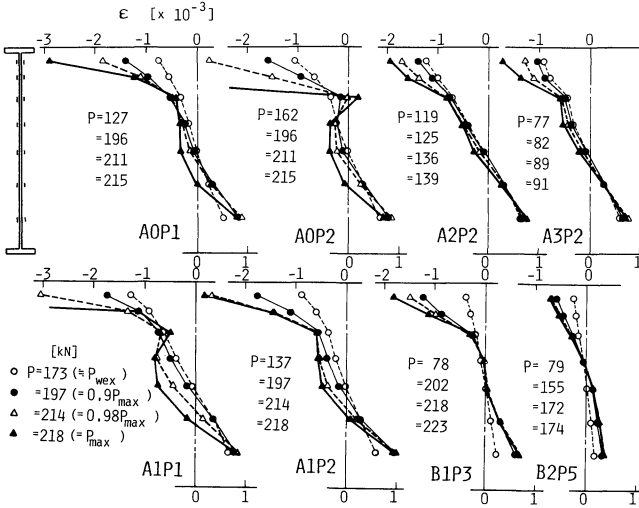 ε [× 10⁻³]
-3 -2 -1 0
-2 -1 0
-2 -1 0
-1 0
P=127 P=162 P=119 P=77
=196 =196 =125 =82
=211 =211 =136 =89
=215 =215 =139 =91
A0P1 A0P2 A2P2 A3P2
0 1 0 1 0 1 0 1
-3 -2 -1 0
-2 -1 0
-2 -1 0
-1 0
[kN]
P=173 (≒Pwex) P=137 P= 78 P= 79
=197 (=0,9Pmax) =197 =202 =155
=214 (=0,98Pmax) =214 =218 =172
=218 (=Pmax) =218 =223 =174
A1P1 A1P2 B1P3 B2P5
0 1 0 1 0 1 0 1